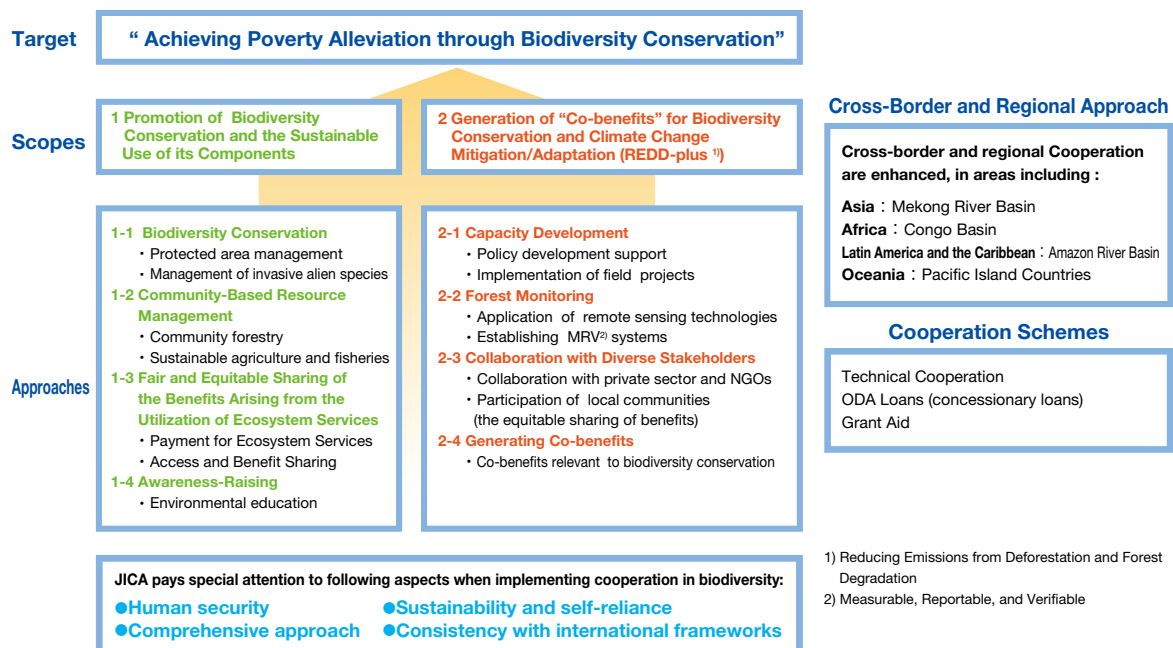 Target
“ Achieving Poverty Alleviation through Biodiversity Conservation”
Scopes
1 Promotion of Biodiversity
Conservation and the Sustainable
Use of its Components
2 Generation of “Co-benefits” for Biodiversity
Conservation and Climate Change
Mitigation/Adaptation (REDD-plus 1))
Approaches
1-1 Biodiversity Conservation
・Protected area management
・Management of invasive alien species
1-2 Community-Based Resource
Management
・Community forestry
・Sustainable agriculture and fisheries
1-3 Fair and Equitable Sharing of
the Benefits Arising from the
Utilization of Ecosystem Services
・Payment for Ecosystem Services
・Access and Benefit Sharing
1-4 Awareness-Raising
・Environmental education
2-1 Capacity Development
・Policy development support
・Implementation of field projects
2-2 Forest Monitoring
・Application of remote sensing technologies
・Establishing MRV2) systems
2-3 Collaboration with Diverse Stakeholders
・Collaboration with private sector and NGOs
・Participation of local communities
(the equitable sharing of benefits)
2-4 Generating Co-benefits
・Co-benefits relevant to biodiversity conservation
JICA pays special attention to following aspects when implementing cooperation in biodiversity:
●Human security
●Sustainability and self-reliance
●Comprehensive approach
●Consistency with international frameworks
Cross-Border and Regional Approach
Cross-border and regional Cooperation
are enhanced, in areas including :
Asia：Mekong River Basin
Africa：Congo Basin
Latin America and the Caribbean：Amazon River Basin
Oceania：Pacific Island Countries
Cooperation Schemes
Technical Cooperation
ODA Loans (concessionary loans)
Grant Aid
1) Reducing Emissions from Deforestation and Forest
Degradation
2) Measurable, Reportable, and Verifiable